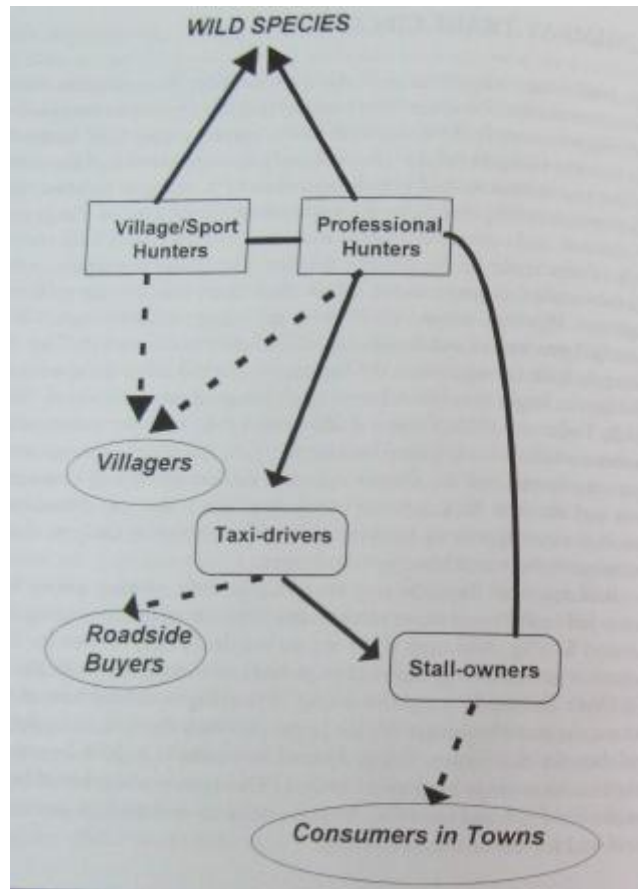 WILD SPECIES
Village/Sport
Hunters
Professional
Hunters
Villagers
Taxi-drivers
Roadside
Buyers
Stall-owners
Consumers in Towns